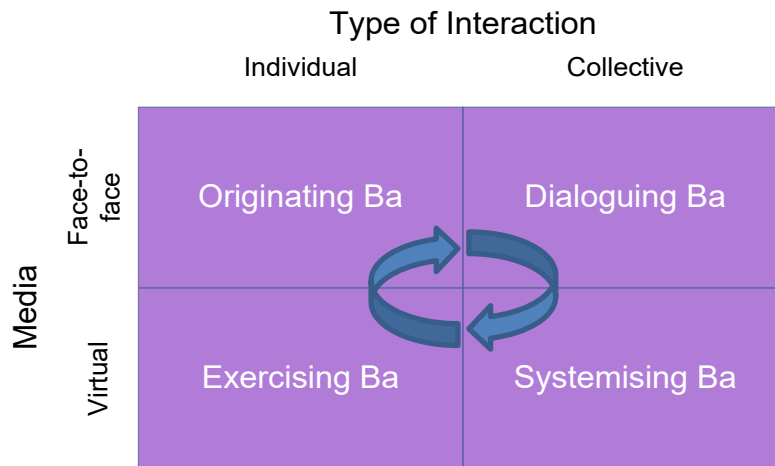 Type of Interaction
Individual
Collective
Media
Face-to-
face
Originating Ba
Dialoguing Ba
Virtual
Exercising Ba
Systemising Ba